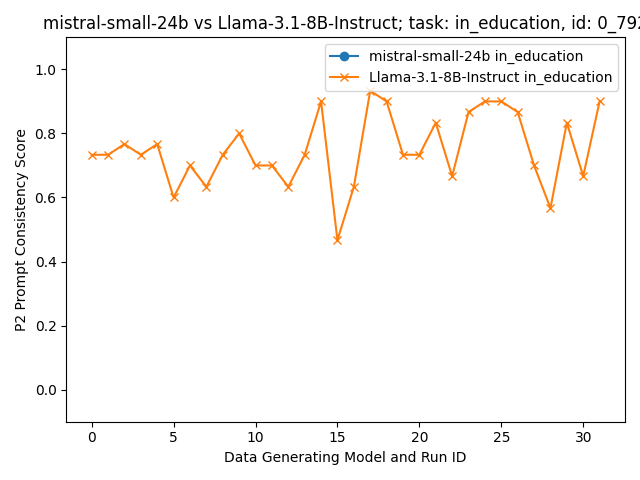 mistral-small-24b vs Llama-3.1-8B-Instruct; task: in_education, id: 0_792
mistral-small-24b in_education
Llama-3.1-8B-Instruct in_education
1.0
0.8
0.6
0.4
0.2
0.0
P2 Prompt Consistency Score
0 5 10 15 20 25 30
Data Generating Model and Run ID